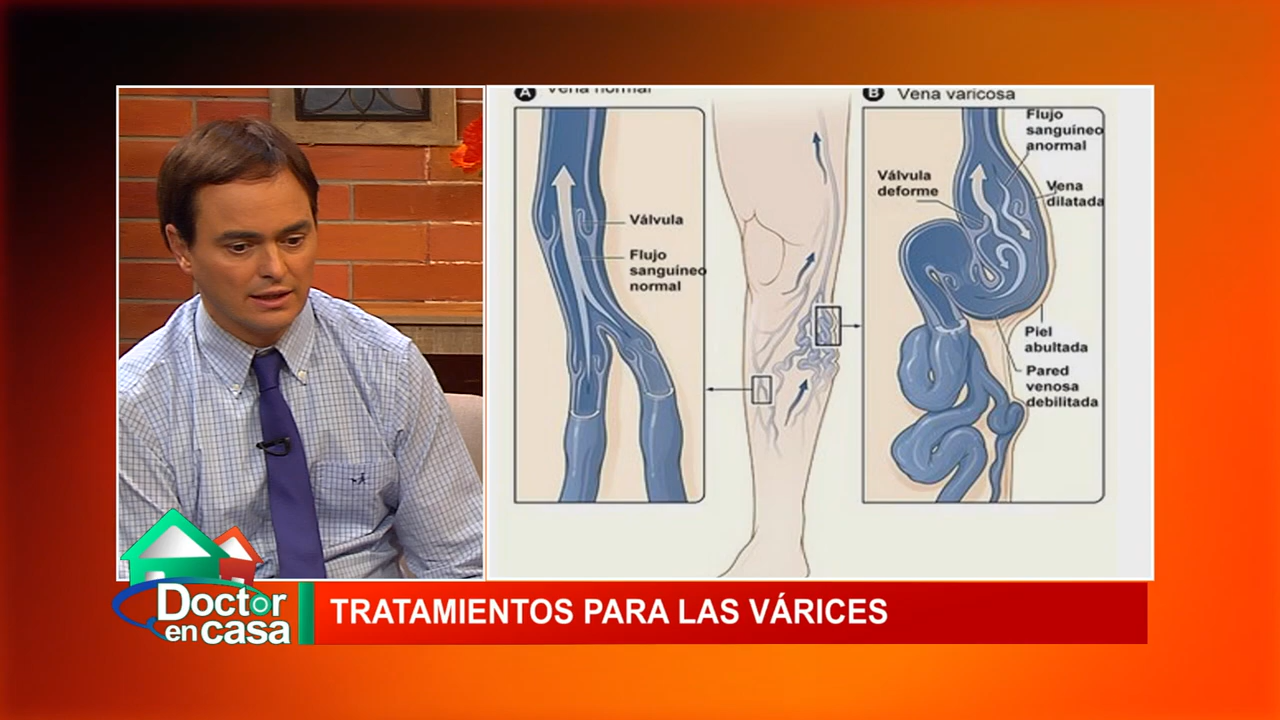 A Vena normal
B Vena varicosa
Válvula
Flujo
sanguíneo
normal
Flujo
sanguíneo
anormal
Válvula
deforme
Vena
dilatada
Piel
abultada
Pared
venosa
debilitada
TRATAMIENTOS PARA LAS VÁRICES
Doctor
en casa